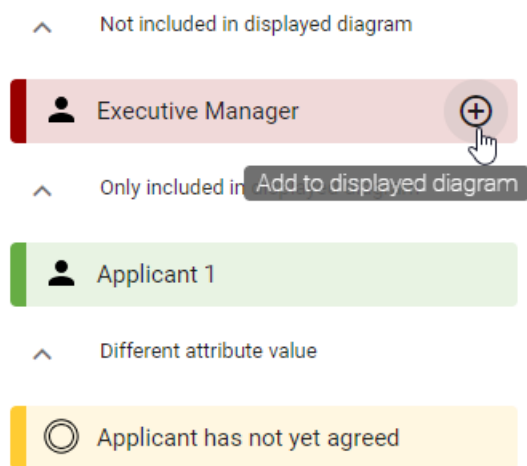 Not included in displayed diagram
Executive Manager
Add to displayed diagram
Only included in
Applicant 1
Different attribute value
Applicant has not yet agreed